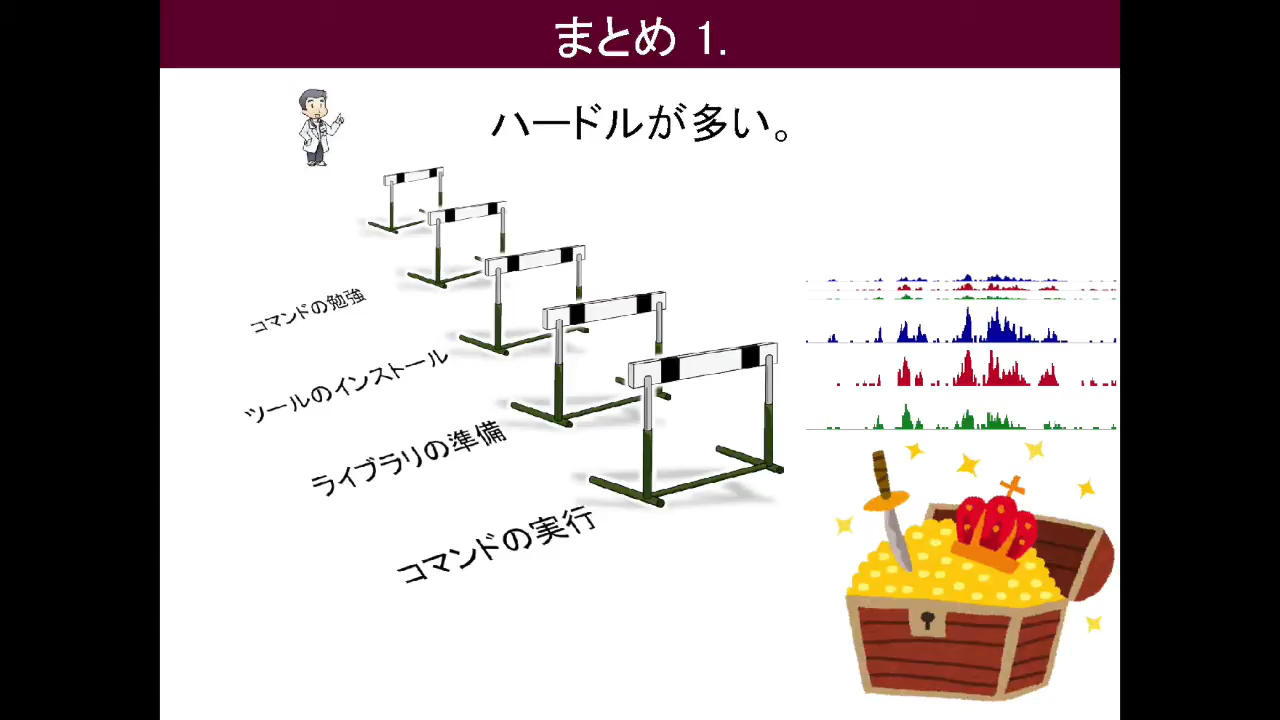 まとめ 1.
ハードルが多い。
コマンドの勉強
ツールのインストール
ライブラリの準備
コマンドの実行